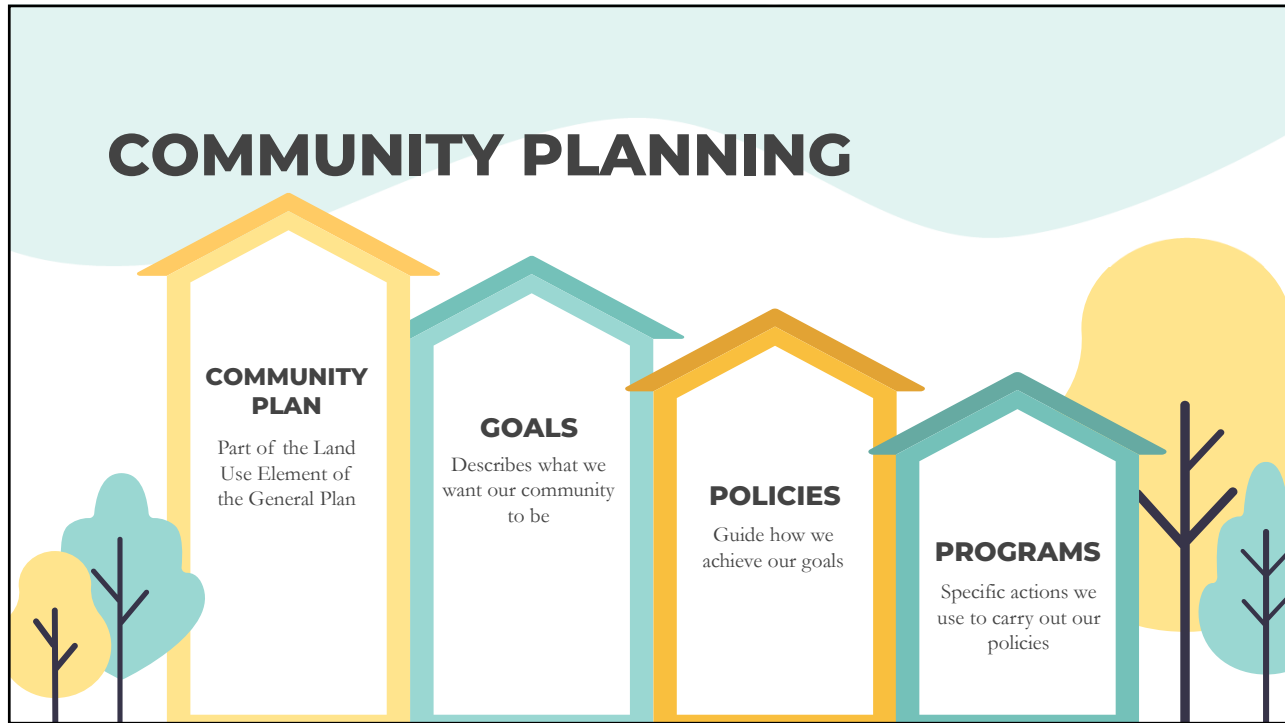 COMMUNITY PLANNING
COMMUNITY
PLAN
Part of the Land
Use Element of
the General Plan
GOALS
Describes what we
want our community
to be
POLICIES
Guide how we
achieve our goals
PROGRAMS
Specific actions we
use to carry out our
policies